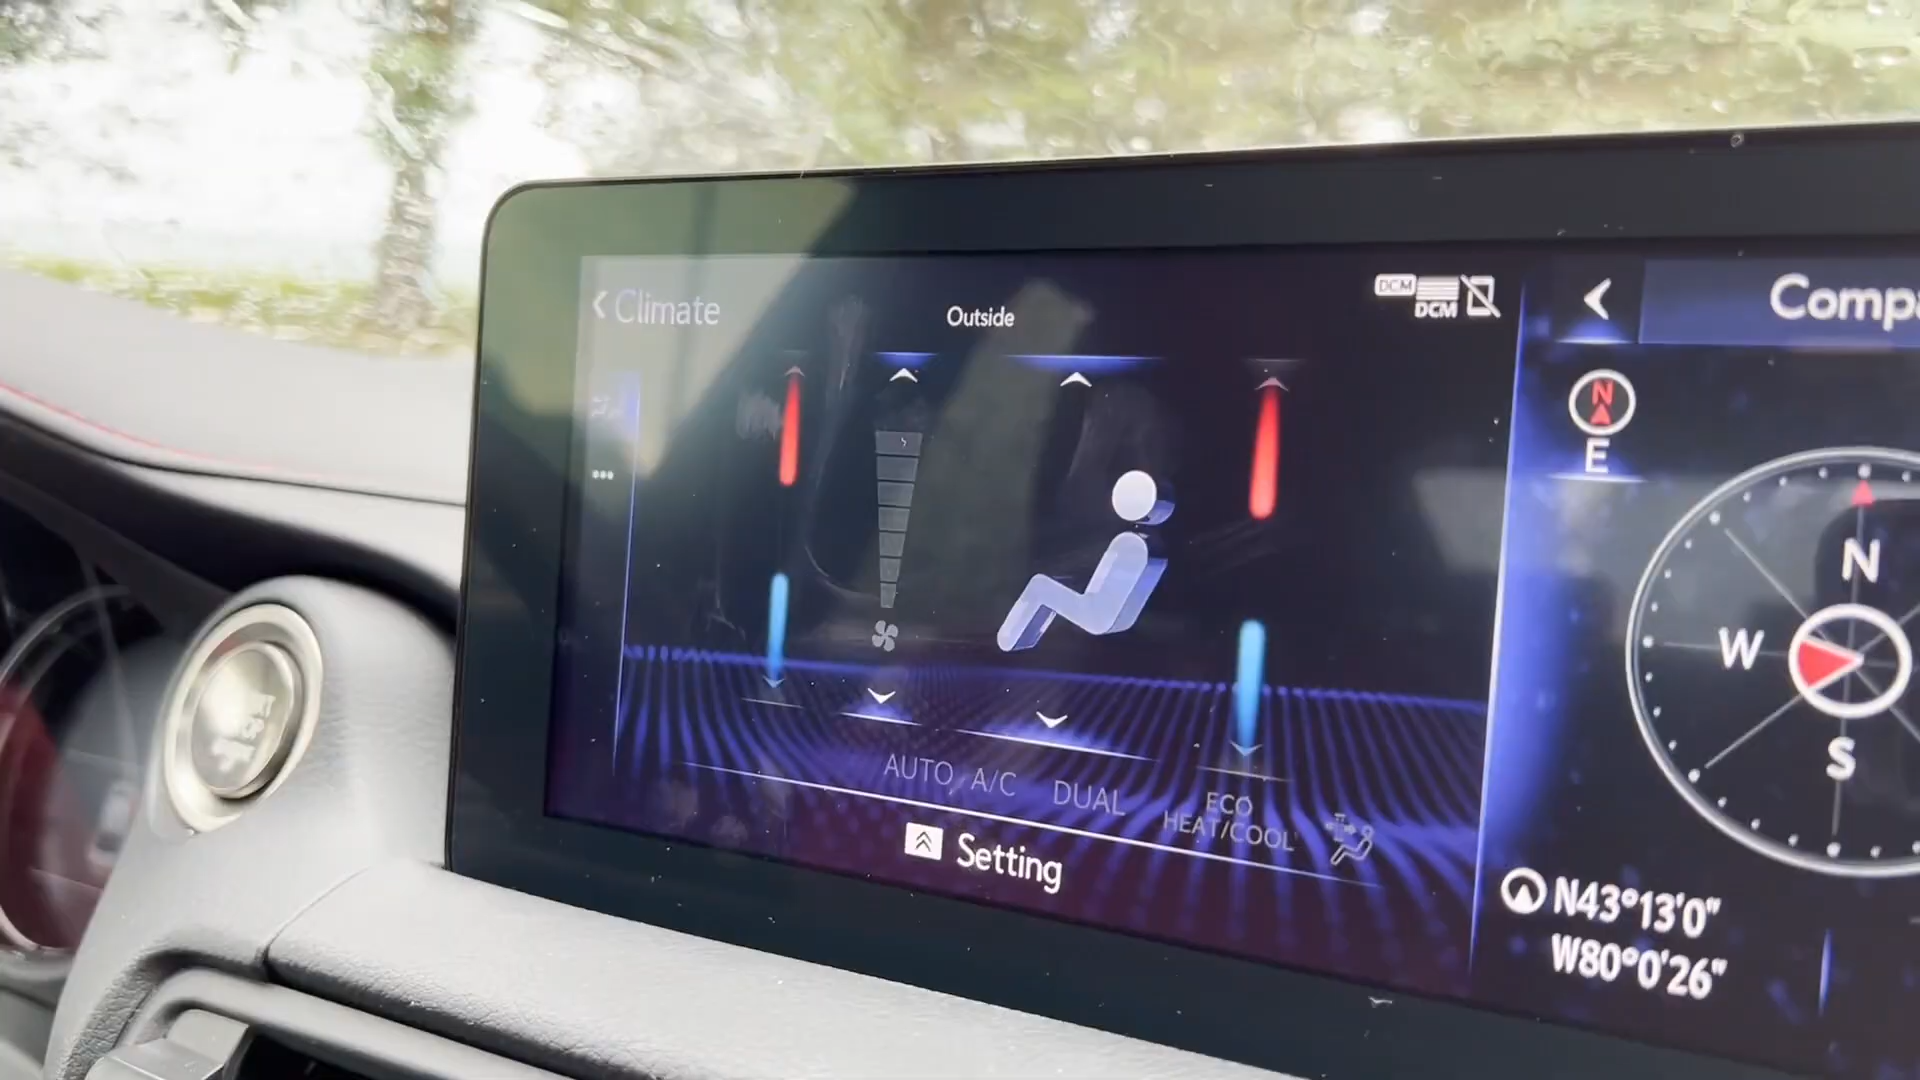 Climate
Outside
DCM
DCM
Comp
N
E
N
W
S
AUTO A/C DUAL
ECO
HEAT/COOL
Setting
N43°13'0"
W80°0'26"